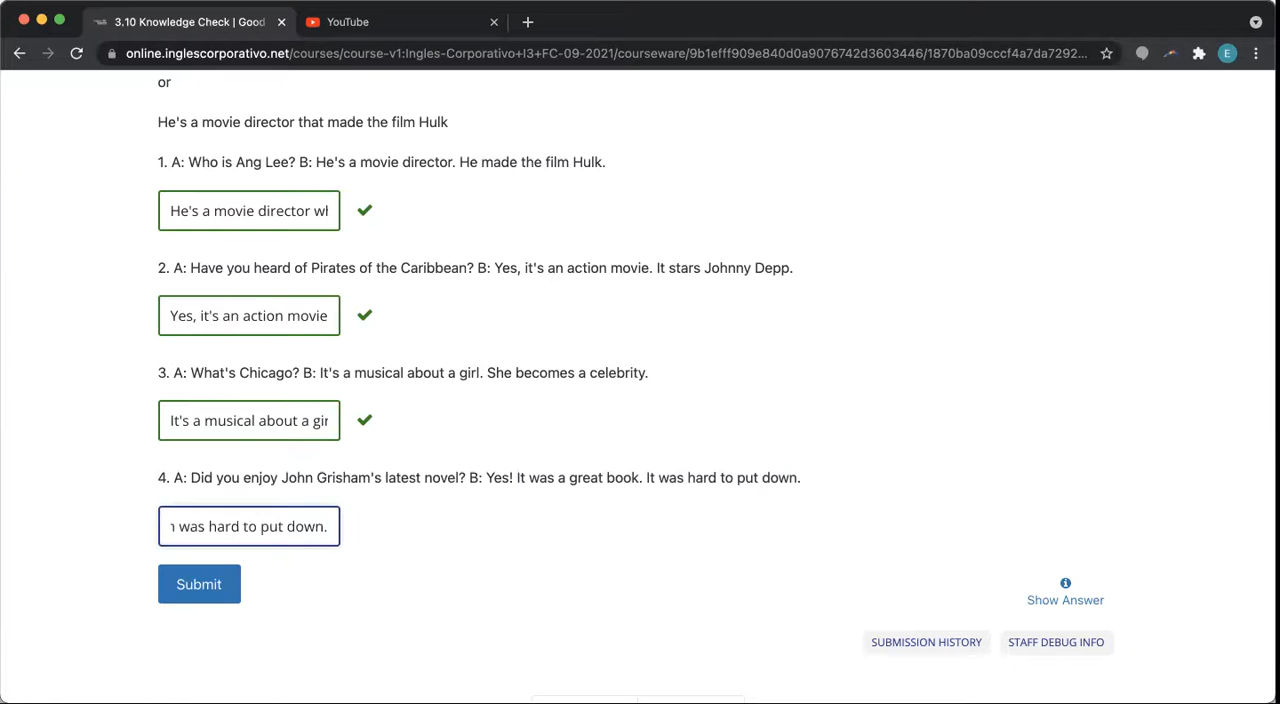 3.10 Knowledge Check | Good
YouTube
online.inglescorporativo.net/courses/course-v1:Ingles-Corporativo+I3+FC-09-2021/courseware/9b1efff909e840d0a9076742d3603446/1870ba09cccf4a7da7292...
E
or
He's a movie director that made the film Hulk
1. A: Who is Ang Lee? B: He's a movie director. He made the film Hulk.
He's a movie director wh
2. A: Have you heard of Pirates of the Caribbean? B: Yes, it's an action movie. It stars Johnny Depp.
Yes, it's an action movie
3. A: What's Chicago? B: It's a musical about a girl. She becomes a celebrity.
It's a musical about a gir
4. A: Did you enjoy John Grisham's latest novel? B: Yes! It was a great book. It was hard to put down.
was hard to put down.
Submit
Show Answer
SUBMISSION HISTORY
STAFF DEBUG INFO